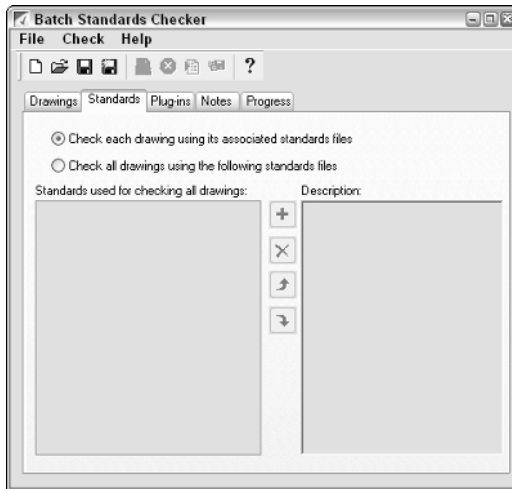 Batch Standards Checker
File Check Help
?
Drawings Standards Plug-ins Notes Progress
Check each drawing using its associated standards files
Check all drawings using the following standards files
Standards used for checking all drawings: Description: